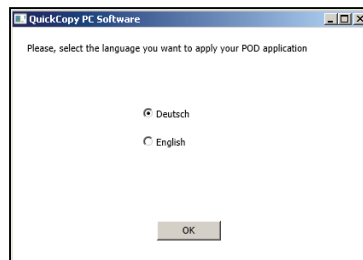 QuickCopy PC Software
Please, select the language you want to apply your POD application
Deutsch
English
OK